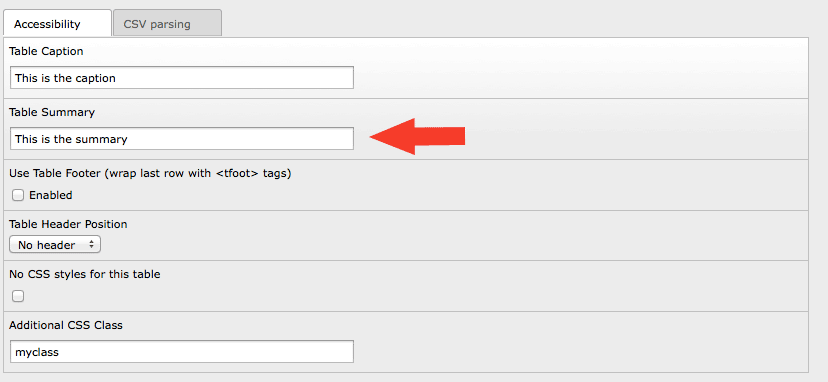 Accessibility
CSV parsing
Table Caption
This is the caption
Table Summary
This is the summary
Use Table Footer (wrap last row with <tfoot> tags)
Enabled
Table Header Position
No header
No CSS styles for this table
Additional CSS Class
myclass